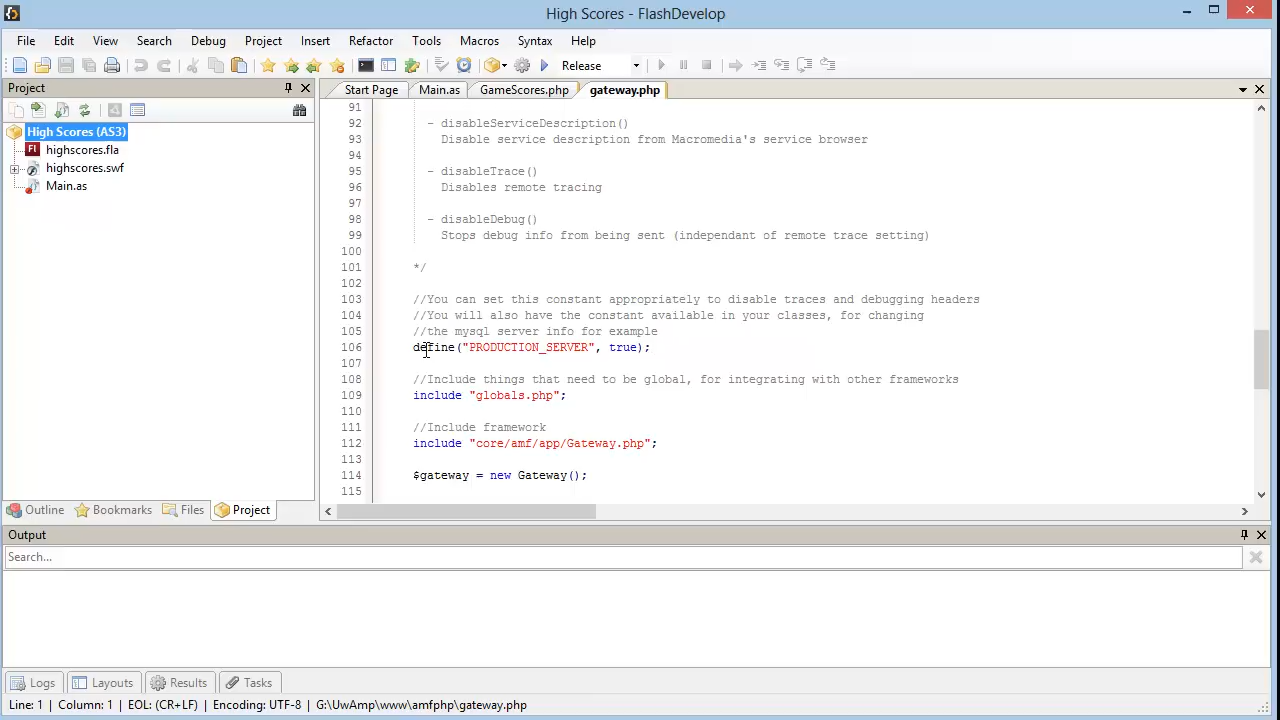 High Scores - FlashDevelop
File Edit View Search Debug Project Insert Refactor Tools Macros Syntax Help
Release
Project
Start Page Main.as GameScores.php gateway.php
High Scores (AS3)
highscores.fla
highscores.swf
Main.as
91
92 - disableServiceDescription()
93 Disable service description from Macromedia's service browser
94
95 - disableTrace()
96 Disables remote tracing
97
98 - disableDebug()
99 Stops debug info from being sent (independant of remote trace setting)
100
101 */
102
103 //You can set this constant appropriately to disable traces and debugging headers
104 //You will also have the constant available in your classes, for changing
105 //the mysql server info for example
106 define("PRODUCTION_SERVER", true);
107
108 //Include things that need to be global, for integrating with other frameworks
109 include "globals.php";
110
111 //Include framework
112 include "core/amf/app/Gateway.php";
113
114 $gateway = new Gateway();
115
Outline Bookmarks Files Project
Output
Search...
Logs Layouts Results Tasks
Line: 1 | Column: 1 | EOL: (CR+LF) | Encoding: UTF-8 | G:\UwAmp\www\amfphp\gateway.php